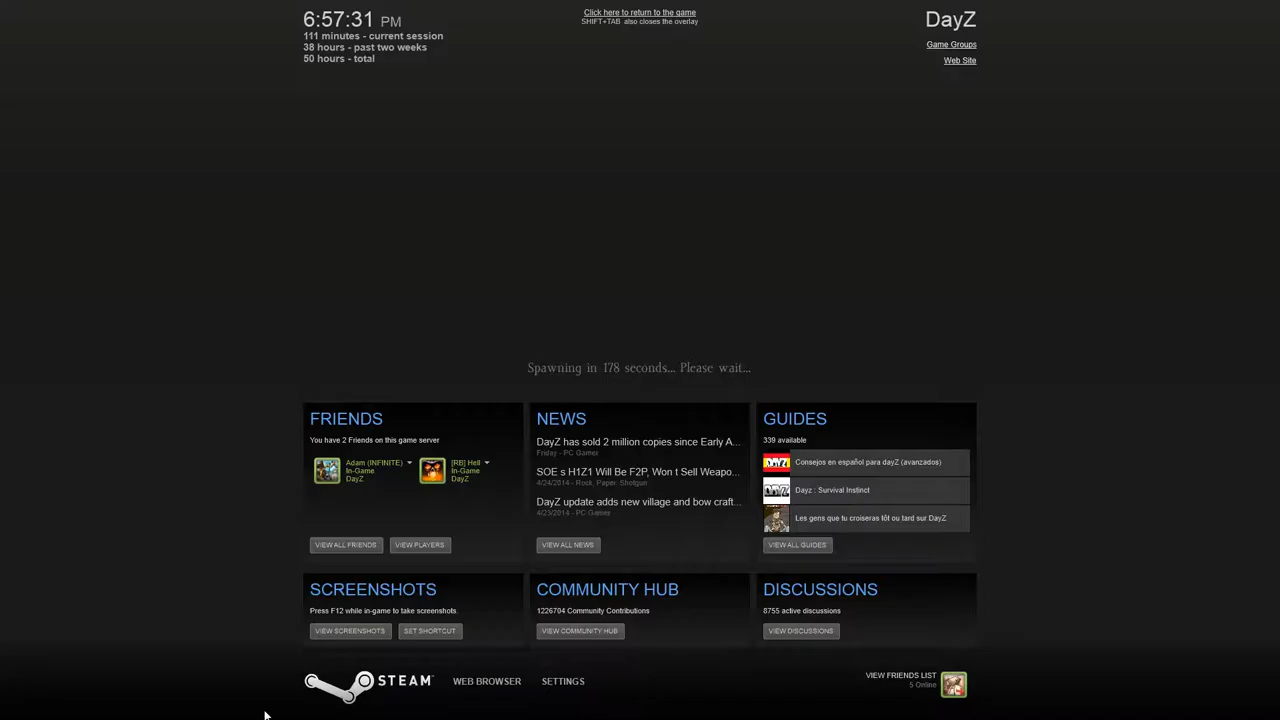 6:57:31 PM
111 minutes - current session
38 hours - past two weeks
50 hours - total
Click here to return to the game
SHIFT+TAB also closes the overlay
DayZ
Game Groups
Web Site
Spawning in 178 seconds... Please wait...
FRIENDS
You have 2 Friends on this game server
Adam (INFINITE)
In-Game
DayZ
[RB] Hell
In-Game
DayZ
VIEW ALL FRIENDS
VIEW PLAYERS
NEWS
DayZ has sold 2 million copies since Early A...
Friday - PC Gamer
SOE s H1Z1 Will Be F2P, Won t Sell Weapo...
4/24/2014 - Rock, Paper, Shotgun
DayZ update adds new village and bow craft...
4/23/2014 - PC Gamer
VIEW ALL NEWS
GUIDES
339 available
DAYZ
Consejos en español para dayZ (avanzados)
DAYZ
Dayz : Survival Instinct
Les gens que tu croiseras tôt ou tard sur DayZ
VIEW ALL GUIDES
SCREENSHOTS
Press F12 while in-game to take screenshots.
VIEW SCREENSHOTS
SET SHORTCUT
COMMUNITY HUB
1226704 Community Contributions
VIEW COMMUNITY HUB
DISCUSSIONS
8755 active discussions
VIEW DISCUSSIONS
STEAM
WEB BROWSER
SETTINGS
VIEW FRIENDS LIST
5 Online